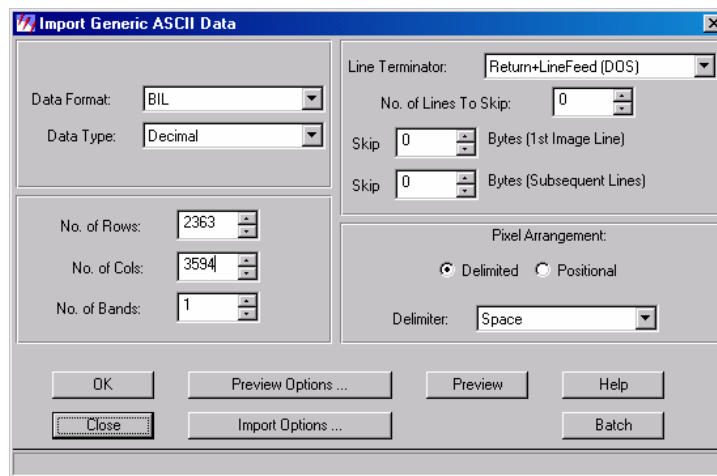 Import Generic ASCII Data
Data Format: BIL
Data Type: Decimal
No. of Rows: 2363
No. of Cols: 3594
No. of Bands: 1
Line Terminator: Return+LineFeed (DOS)
No. of Lines To Skip: 0
Skip 0 Bytes (1st Image Line)
Skip 0 Bytes (Subsequent Lines)
Pixel Arrangement:
Delimited Positional
Delimiter: Space
OK Preview Options ... Preview Help
Close Import Options ... Batch